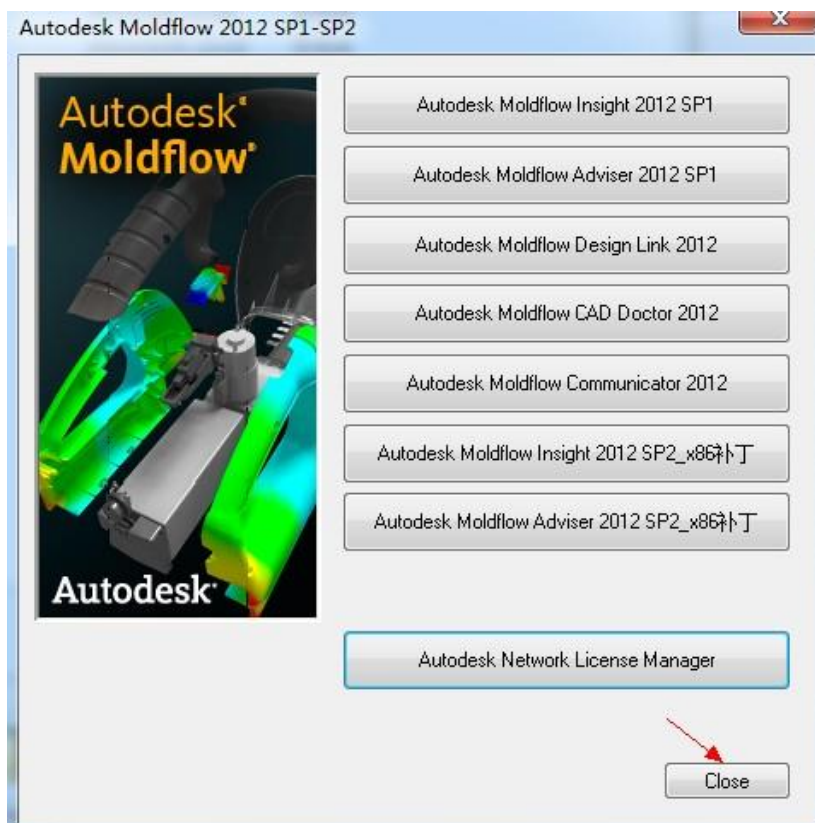 Autodesk Moldflow 2012 SP1-SP2
Autodesk®
Moldflow®
Autodesk®
Autodesk Moldflow Insight 2012 SP1
Autodesk Moldflow Adviser 2012 SP1
Autodesk Moldflow Design Link 2012
Autodesk Moldflow CAD Doctor 2012
Autodesk Moldflow Communicator 2012
Autodesk Moldflow Insight 2012 SP2_x86补丁
Autodesk Moldflow Adviser 2012 SP2_x86补丁
Autodesk Network License Manager
Close